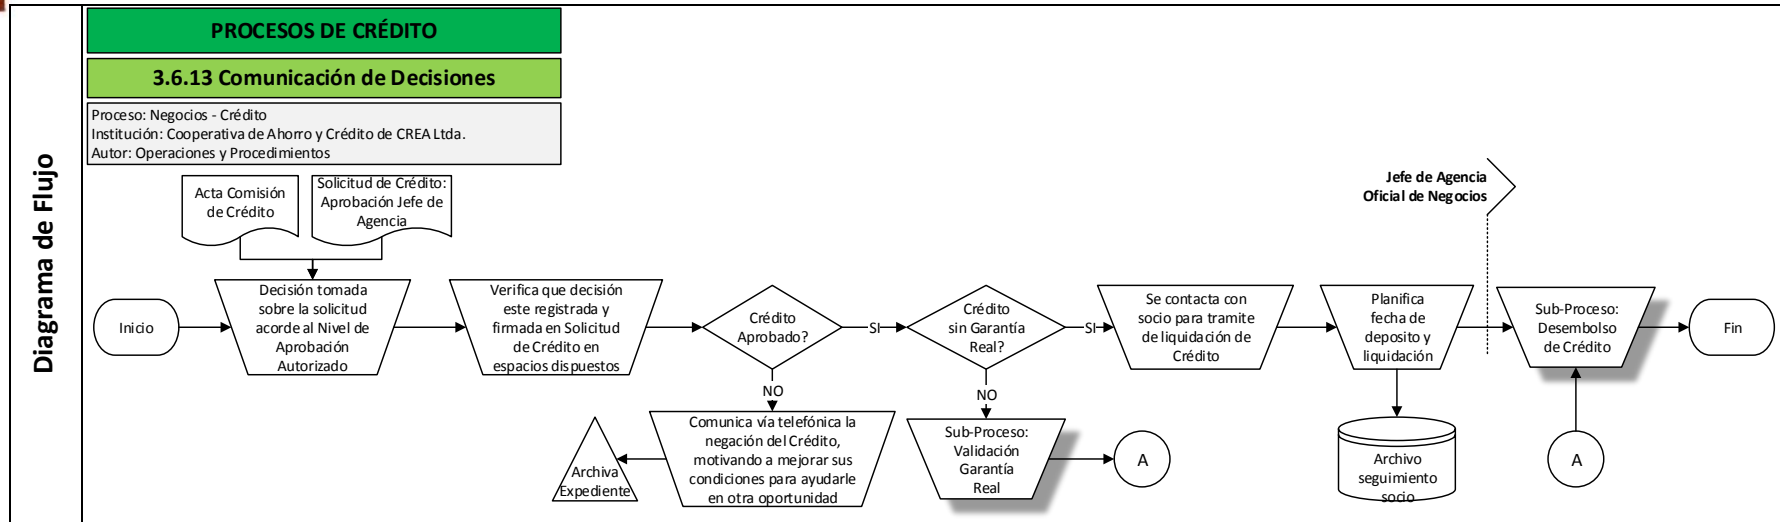 Diagrama de Flujo
PROCESOS DE CRÉDITO
3.6.13 Comunicación de Decisiones
Proceso: Negocios - Crédito
Institución: Cooperativa de Ahorro y Crédito de CREA Ltda.
Autor: Operaciones y Procedimientos
Acta Comisión
de Crédito
Solicitud de Crédito:
Aprobación Jefe de
Agencia
Jefe de Agencia
Oficial de Negocios
Inicio
Decisión tomada
sobre la solicitud
acorde al Nivel de
Aprobación
Autorizado
Verifica que decisión
este registrada y
firmada en Solicitud
de Crédito en
espacios dispuestos
Crédito
Aprobado?
SI
Crédito
sin Garantía
Real?
SI
Se contacta con
socio para tramite
de liquidación de
Crédito
Planifica
fecha de
deposito y
liquidación
Sub-Proceso:
Desembolso
de Crédito
Fin
NO
NO
Archiva
Expediente
Comunica vía telefónica la
negación del Crédito,
motivando a mejorar sus
condiciones para ayudarle
en otra oportunidad
Sub-Proceso:
Validación
Garantía
Real
A
Archivo
seguimiento
socio
A